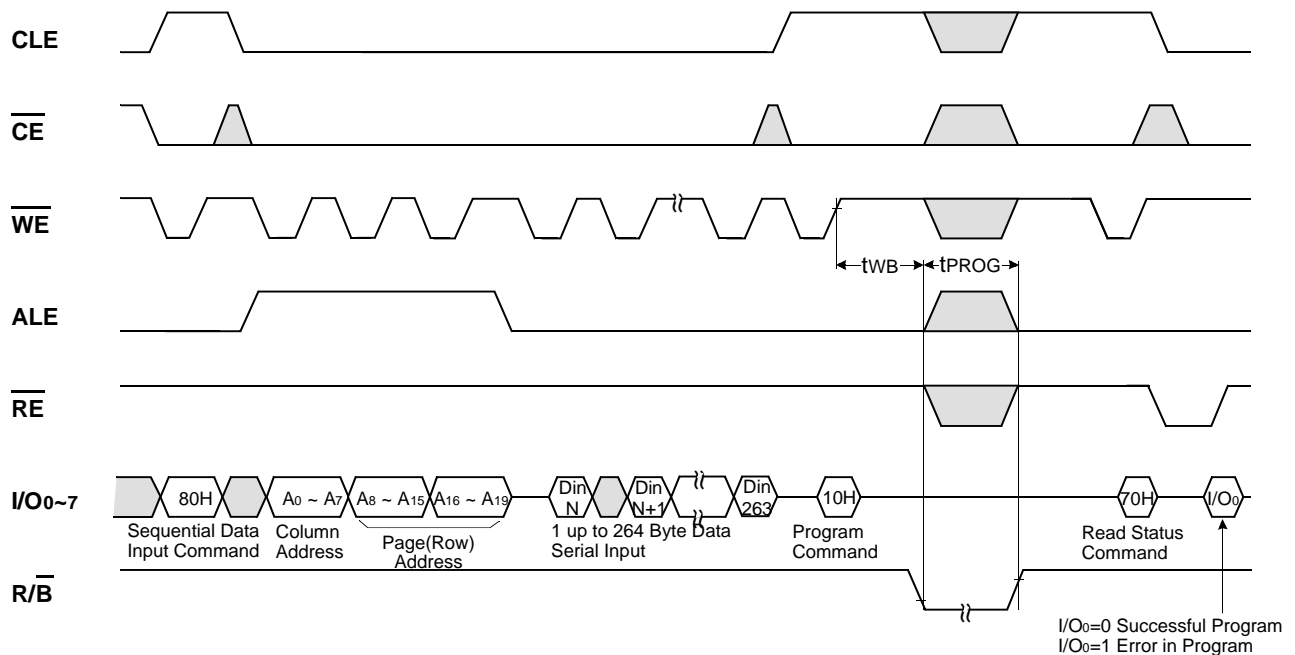 CLE
CE
WE
tWB tPROG
ALE
RE
I/O0~7 80H A0 ~ A7 A8 ~ A15 A16 ~ A19 Din N Din N+1 Din 263 10H 70H I/O0
Sequential Data Input Command
Column Address
Page(Row) Address
1 up to 264 Byte Data Serial Input
Program Command
Read Status Command
R/B
I/O0=0 Successful Program
I/O0=1 Error in Program